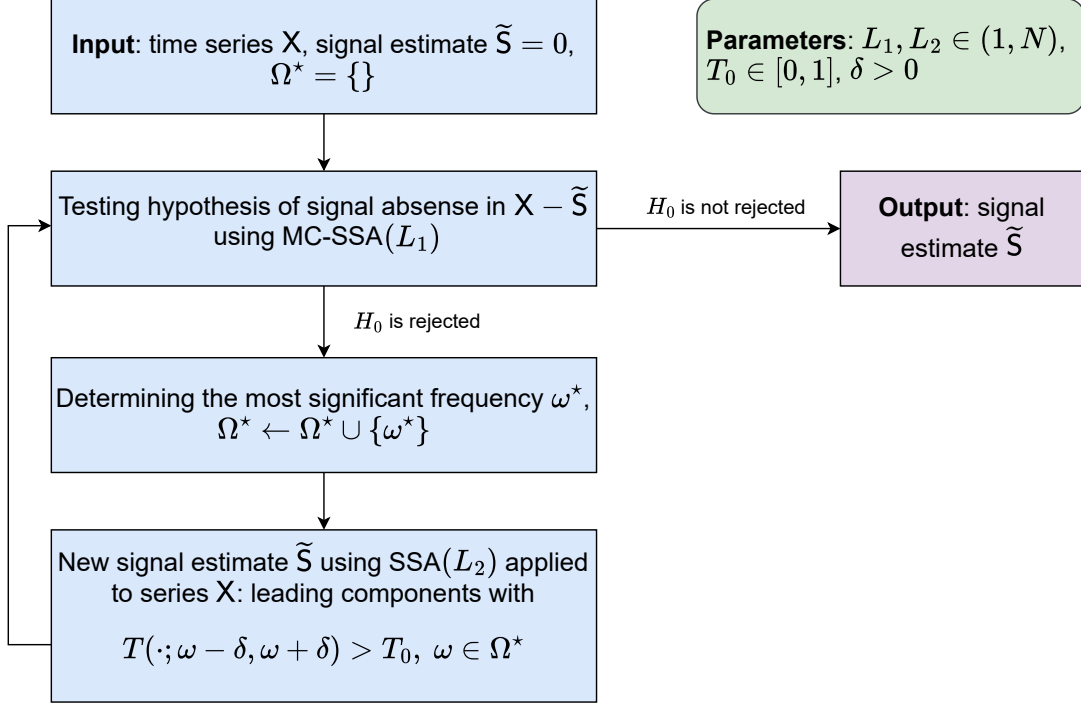 Input: time series X, signal estimate S̃ = 0,
Ω⋆ = {}
Parameters: L₁, L₂ ∈ (1, N),
T₀ ∈ [0, 1], δ > 0
Testing hypothesis of signal absense in X − S̃
using MC-SSA(L₁)
H₀ is not rejected
Output: signal
estimate S̃
H₀ is rejected
Determining the most significant frequency ω⋆,
Ω⋆ ← Ω⋆ ∪ {ω⋆}
New signal estimate S̃ using SSA(L₂) applied
to series X: leading components with
T(·; ω − δ, ω + δ) > T₀, ω ∈ Ω⋆